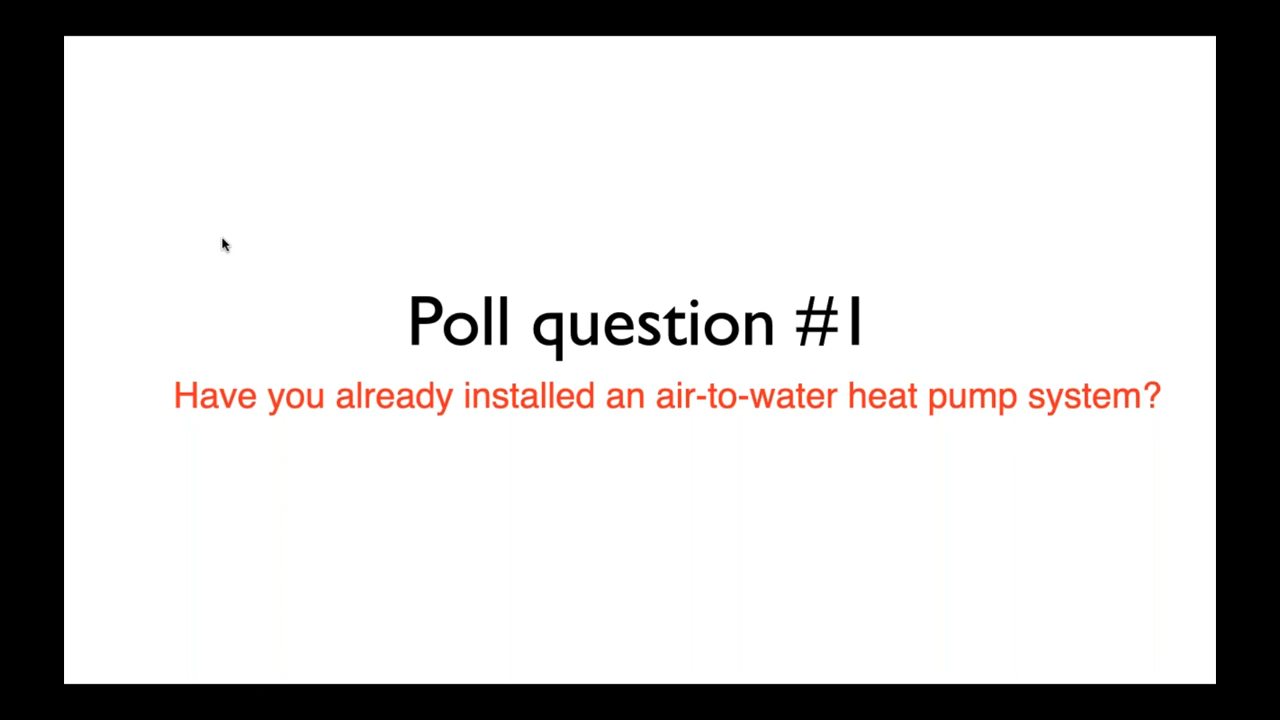 Poll question #1
Have you already installed an air-to-water heat pump system?